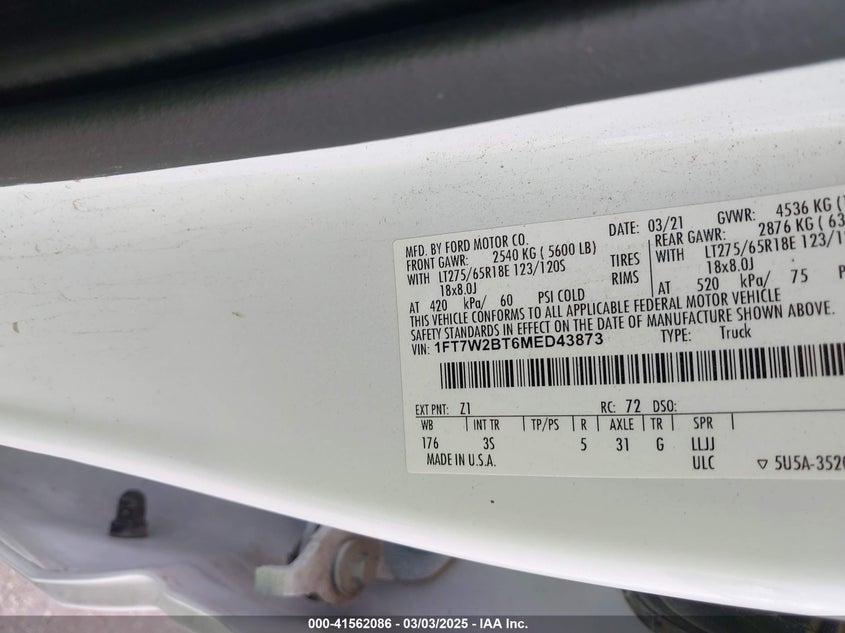 MFD. BY FORD MOTOR CO.
DATE: 03/21 GVWR: 4536 KG
FRONT GAWR: 2540 KG ( 5600 LB)
REAR GAWR: 2876 KG
WITH LT275/65R18E 123/120S TIRES
WITH LT275/65R18E
18x8.0J RIMS
18x8.0J
AT 420 kPa/ 60 PSI COLD
AT 520 kPa/ 75
THIS VEHICLE CONFORMS TO ALL APPLICABLE FEDERAL MOTOR VEHICLE
SAFETY STANDARDS IN EFFECT ON THE DATE OF MANUFACTURE SHOWN ABOVE.
VIN: 1FT7W2BT6MED43873 TYPE: Truck
EXT PNT: Z1 RC: 72 DSO:
WB INT TR TP/PS R AXLE TR SPR
176 3S 5 31 G LLJJ
MADE IN U.S.A. ULC ▽ 5U5A-3520
000-41562086 - 03/03/2025 - IAA Inc.